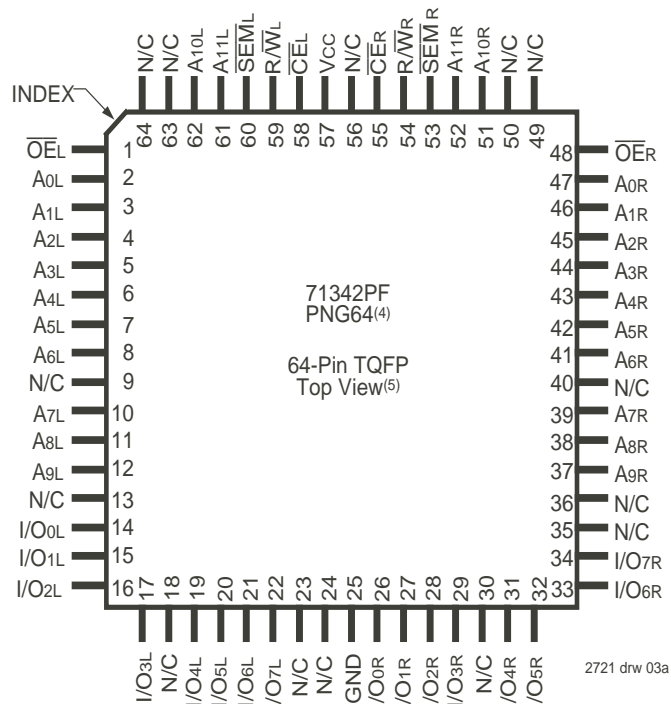 N/C
N/C
A10L
A11L
SEML
R/WL
CEL
VCC
N/C
CER
R/WR
SEMR
A11R
A10R
N/C
N/C
INDEX
64
63
62
61
60
59
58
57
56
55
54
53
52
51
50
49
OEL 1
A0L 2
A1L 3
A2L 4
A3L 5
A4L 6
A5L 7
A6L 8
N/C 9
A7L 10
A8L 11
A9L 12
N/C 13
I/O0L 14
I/O1L 15
I/O2L 16
71342PF
PNG64(4)
64-Pin TQFP
Top View(5)
48 OER
47 A0R
46 A1R
45 A2R
44 A3R
43 A4R
42 A5R
41 A6R
40 N/C
39 A7R
38 A8R
37 A9R
36 N/C
35 N/C
34 I/O7R
33 I/O6R
17
18
19
20
21
22
23
24
25
26
27
28
29
30
31
32
I/O3L
N/C
I/O4L
I/O5L
I/O6L
I/O7L
N/C
N/C
GND
I/O0R
I/O1R
I/O2R
I/O3R
N/C
I/O4R
I/O5R
2721 drw 03a